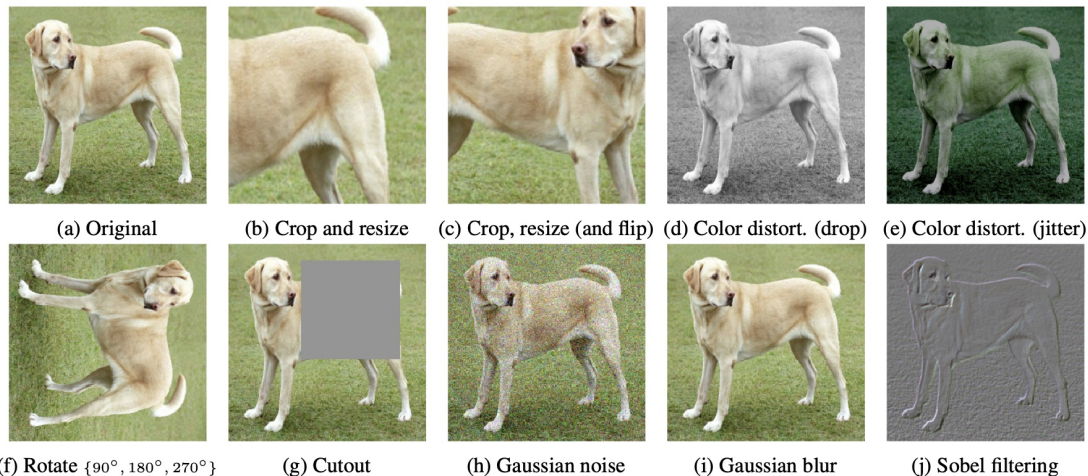 (a) Original (b) Crop and resize (c) Crop, resize (and flip) (d) Color distort. (drop) (e) Color distort. (jitter)
(f) Rotate {90°, 180°, 270°} (g) Cutout (h) Gaussian noise (i) Gaussian blur (j) Sobel filtering